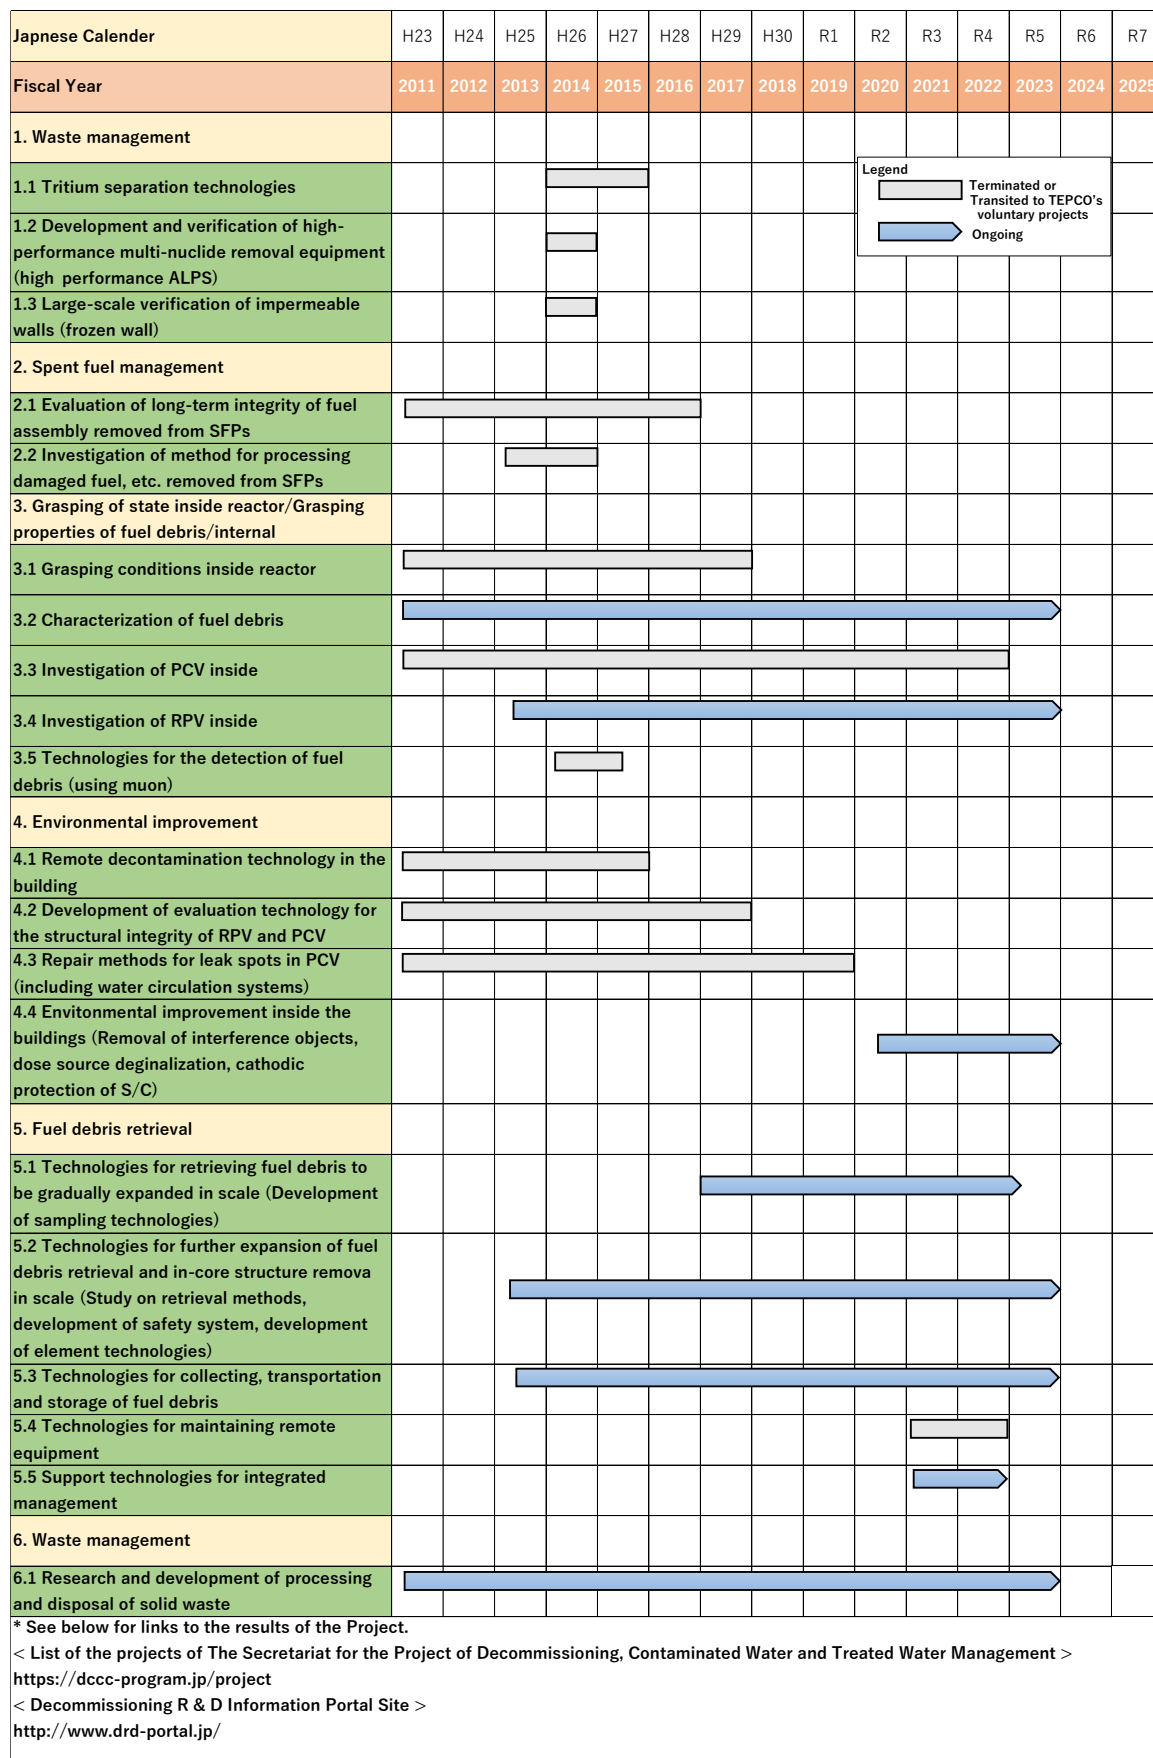 Japnese Calender H23 H24 H25 H26 H27 H28 H29 H30 R1 R2 R3 R4 R5 R6 R7
Fiscal Year 2011 2012 2013 2014 2015 2016 2017 2018 2019 2020 2021 2022 2023 2024 2025
1. Waste management
Legend
Terminated or
Transited to TEPCO's
voluntary projects
Ongoing
1.1 Tritium separation technologies
1.2 Development and verification of high-
performance multi-nuclide removal equipment
(high performance ALPS)
1.3 Large-scale verification of impermeable
walls (frozen wall)
2. Spent fuel management
2.1 Evaluation of long-term integrity of fuel
assembly removed from SFPs
2.2 Investigation of method for processing
damaged fuel, etc. removed from SFPs
3. Grasping of state inside reactor/Grasping
properties of fuel debris/internal
3.1 Grasping conditions inside reactor
3.2 Characterization of fuel debris
3.3 Investigation of PCV inside
3.4 Investigation of RPV inside
3.5 Technologies for the detection of fuel
debris (using muon)
4. Environmental improvement
4.1 Remote decontamination technology in the
building
4.2 Development of evaluation technology for
the structural integrity of RPV and PCV
4.3 Repair methods for leak spots in PCV
(including water circulation systems)
4.4 Envitonmental improvement inside the
buildings (Removal of interference objects,
dose source deginalization, cathodic
protection of S/C)
5. Fuel debris retrieval
5.1 Technologies for retrieving fuel debris to
be gradually expanded in scale (Development
of sampling technologies)
5.2 Technologies for further expansion of fuel
debris retrieval and in-core structure remova
in scale (Study on retrieval methods,
development of safety system, development
of element technologies)
5.3 Technologies for collecting, transportation
and storage of fuel debris
5.4 Technologies for maintaining remote
equipment
5.5 Support technologies for integrated
management
6. Waste management
6.1 Research and development of processing
and disposal of solid waste
* See below for links to the results of the Project.
< List of the projects of The Secretariat for the Project of Decommissioning, Contaminated Water and Treated Water Management >
https://dccc-program.jp/project
< Decommissioning R & D Information Portal Site >
http://www.drd-portal.jp/